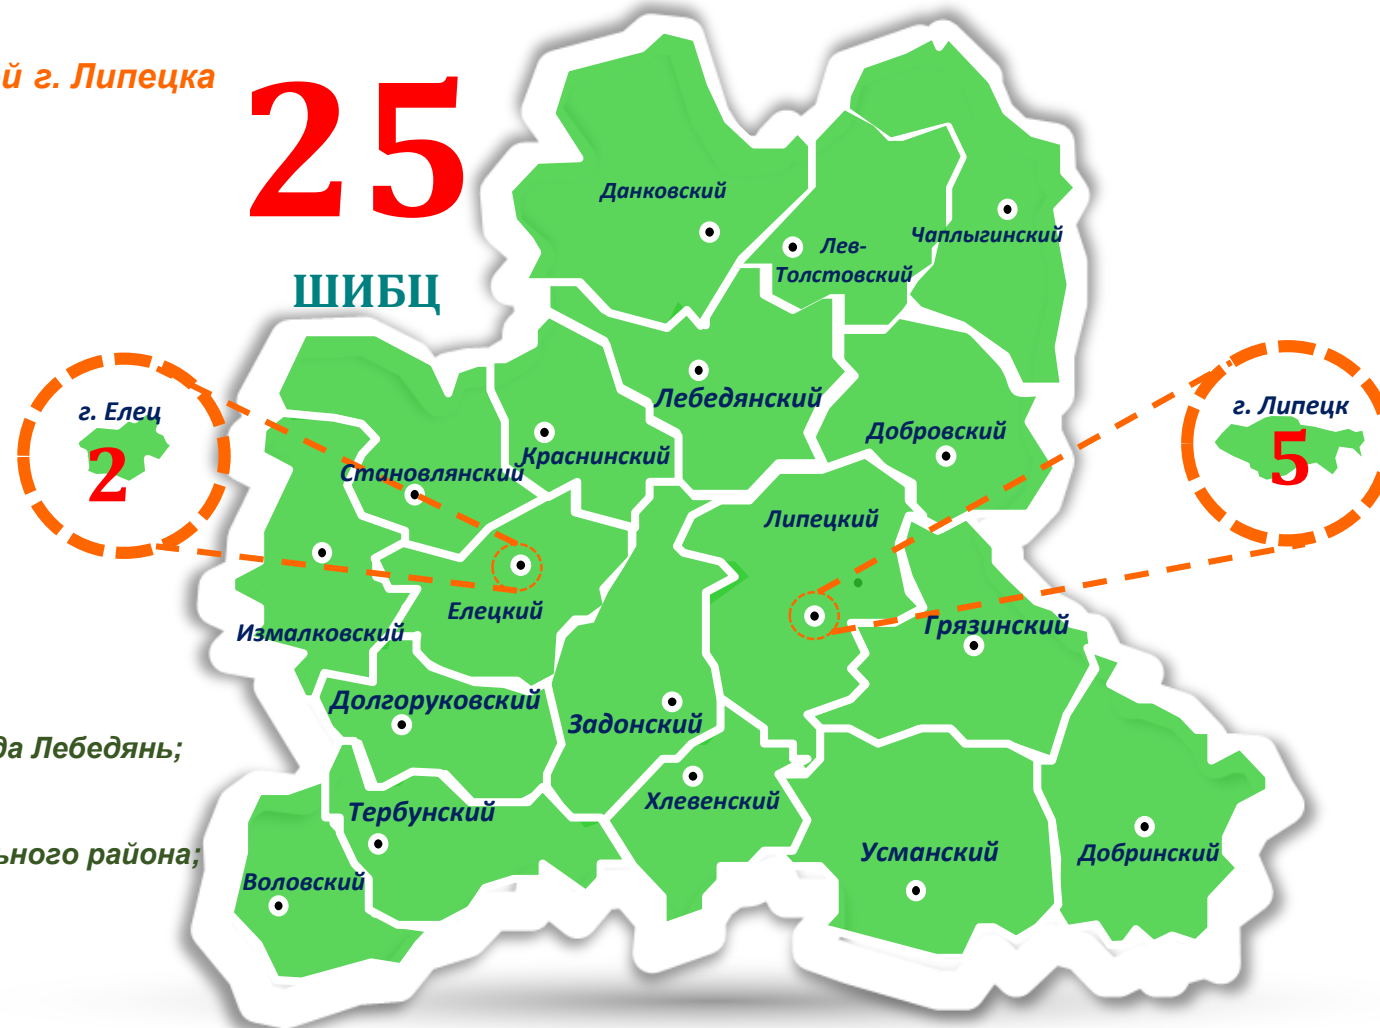 й г. Липецка
25
ШИБЦ
Данковский
Лев-
Толстовский
Чаплыгинский
г. Елец
2
г. Липецк
5
Лебедянский
Добровский
Краснинский
Становлянский
Липецкий
Елецкий
Измалковский
Грязинский
Долгоруковский
Задонский
да Лебедянь;
Хлевенский
Тербунский
ьного района;
Усманский
Добринский
Воловский